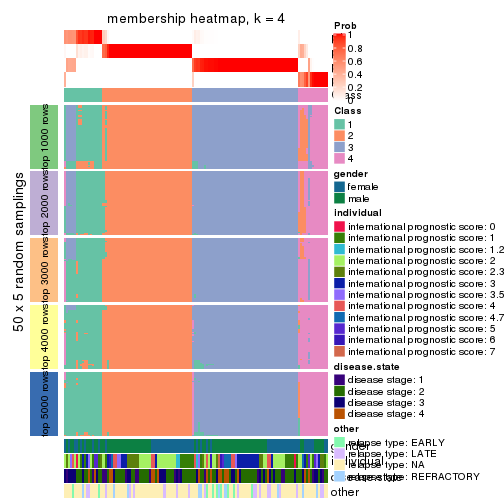 membership heatmap, k = 4
50 x 5 random samplings
top 1000 rows
top 2000 rows
top 3000 rows
top 4000 rows
top 5000 rows
Prob
1
0.8
0.6
0.4
0.2
0
Class
1
2
3
4
gender
female
male
individual
international prognostic score: 0
international prognostic score: 1
international prognostic score: 1.2
international prognostic score: 2
international prognostic score: 2.3
international prognostic score: 3
international prognostic score: 3.5
international prognostic score: 4
international prognostic score: 4.7
international prognostic score: 5
international prognostic score: 6
international prognostic score: 7
disease.state
disease stage: 1
disease stage: 2
disease stage: 3
disease stage: 4
other
relapse type: EARLY
relapse type: LATE
relapse type: NA
relapse type: REFRACTORY
gender
individual
disease.state
other